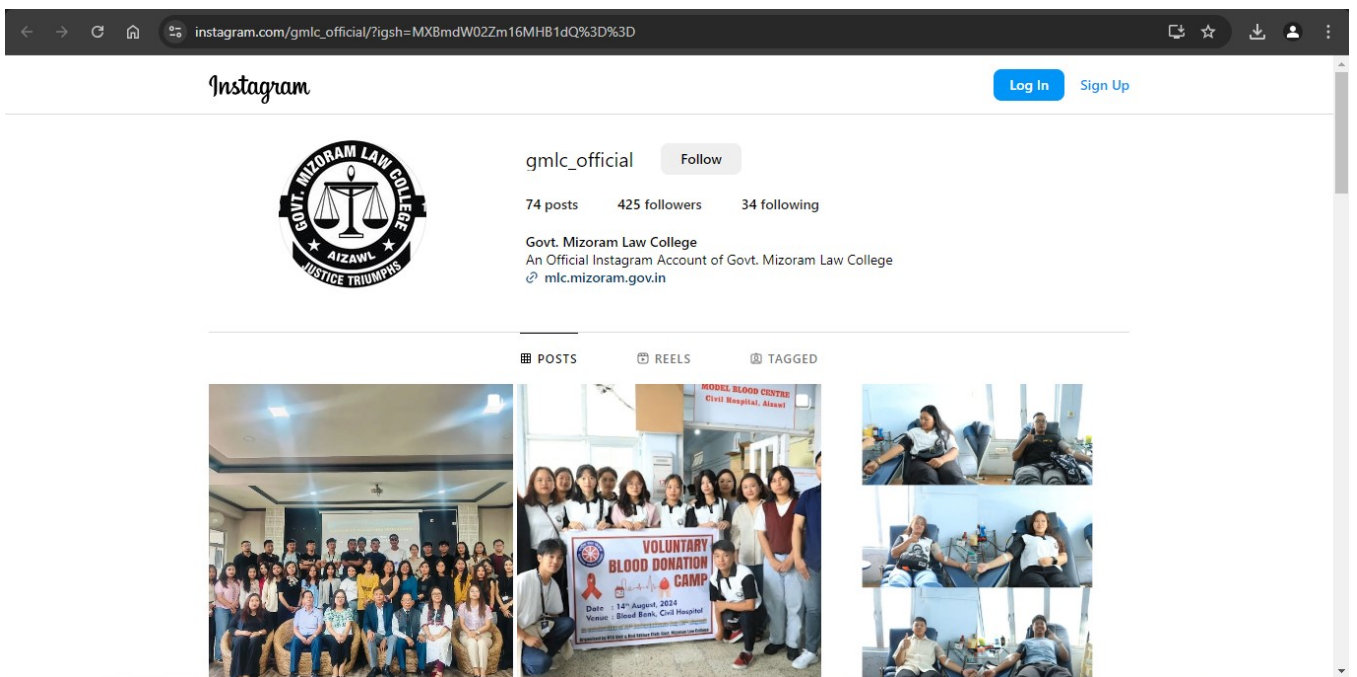 instagram.com/gmlc_official/?igsh=MXBmdW02Zm16MHB1dQ%3D%3D
Instagram
Log In
Sign Up
GOVT. MIZORAM LAW COLLEGE
AIZAWL
JUSTICE TRIUMPHS
gmlc_official
Follow
74 posts 425 followers 34 following
Govt. Mizoram Law College
An Official Instagram Account of Govt. Mizoram Law College
mlc.mizoram.gov.in
POSTS REELS TAGGED
MODEL BLOOD CENTRE
Civil Hospital, Aizawl
VOLUNTARY
BLOOD DONATION
CAMP
Date : 14th August, 2024
Venue : Blood Bank, Civil Hospital